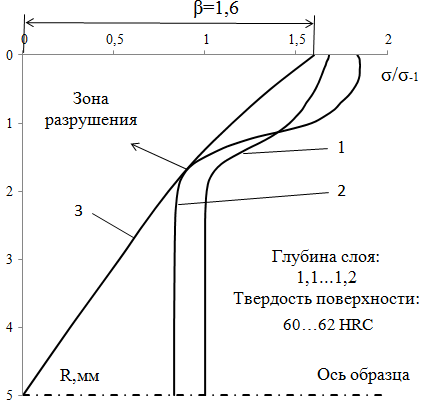 β=1,6
0 0,5 1 1,5 2
σ/σ-1
0
1
2
3
4
5
Зона
разрушения
1
2
3
Глубина слоя:
1,1...1,2
Твердость поверхности:
60...62 HRC
R,мм
Ось образца